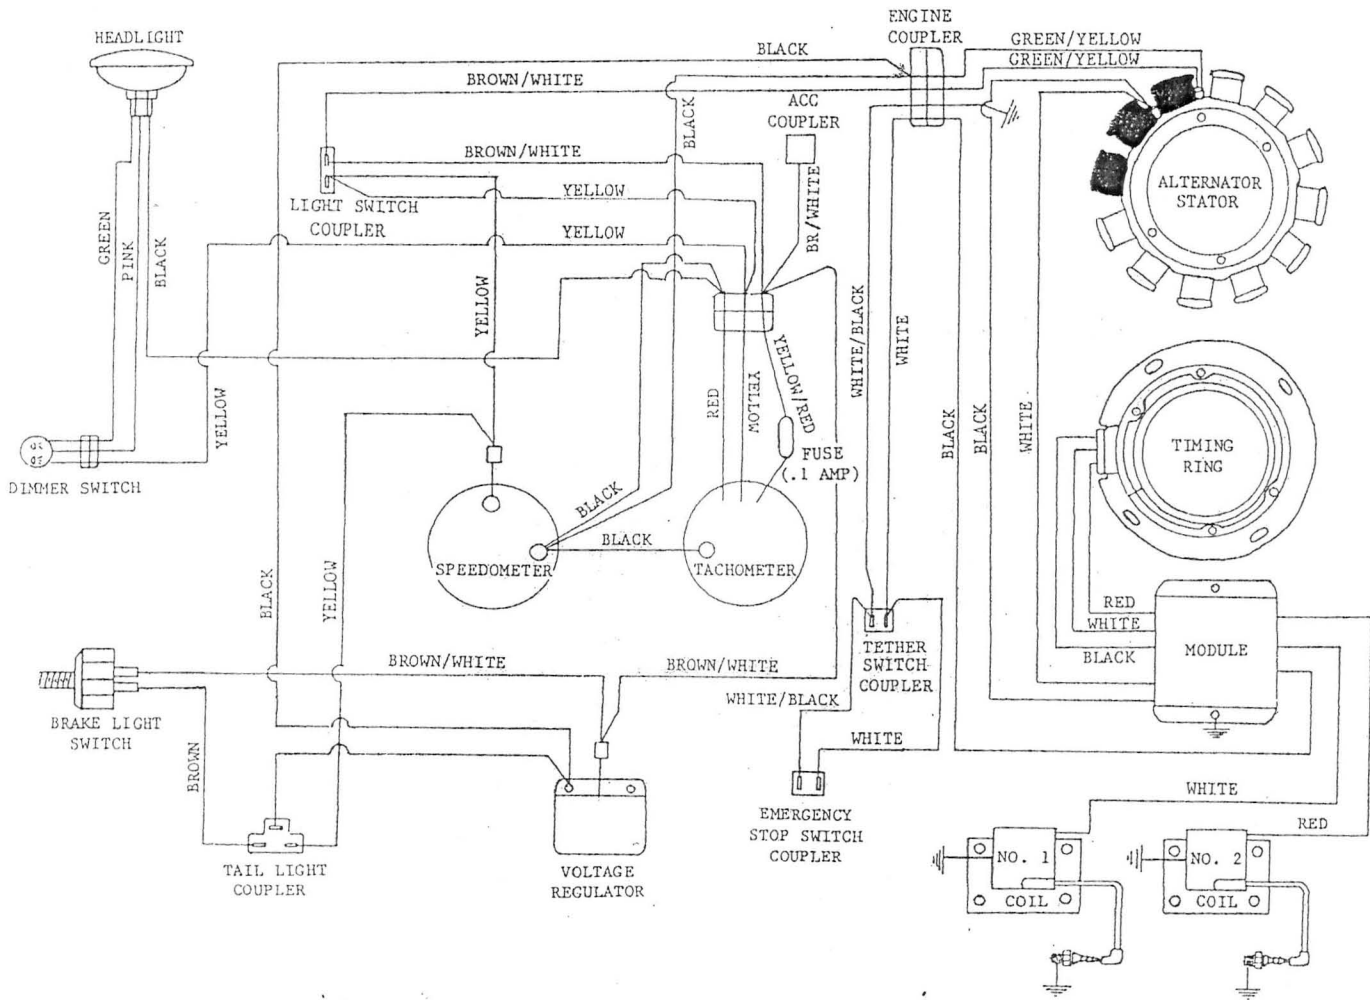 ENGINE
COUPLER
HEADLIGHT
BLACK
GREEN/YELLOW
GREEN/YELLOW
BROWN/WHITE
ACC
COUPLER
BLACK
BROWN/WHITE
YELLOW
LIGHT SWITCH
COUPLER
BR/WHITE
ALTERNATOR
STATOR
GREEN
PINK
BLACK
YELLOW
YELLOW
WHITE/BLACK
WHITE
YELLOW
RED
YELLOW
YELLOW/RED
BLACK
BLACK
WHITE
TIMING
RING
FUSE
(.1 AMP)
DIMMER SWITCH
BLACK
BLACK
SPEEDOMETER
TACHOMETER
BLACK
YELLOW
RED
WHITE
BLACK
MODULE
TETHER
SWITCH
COUPLER
BROWN/WHITE
BROWN/WHITE
WHITE/BLACK
BRAKE LIGHT
SWITCH
BROWN
WHITE
WHITE
RED
EMERGENCY
STOP SWITCH
COUPLER
TAIL LIGHT
COUPLER
VOLTAGE
REGULATOR
NO. 1
COIL
NO. 2
COIL